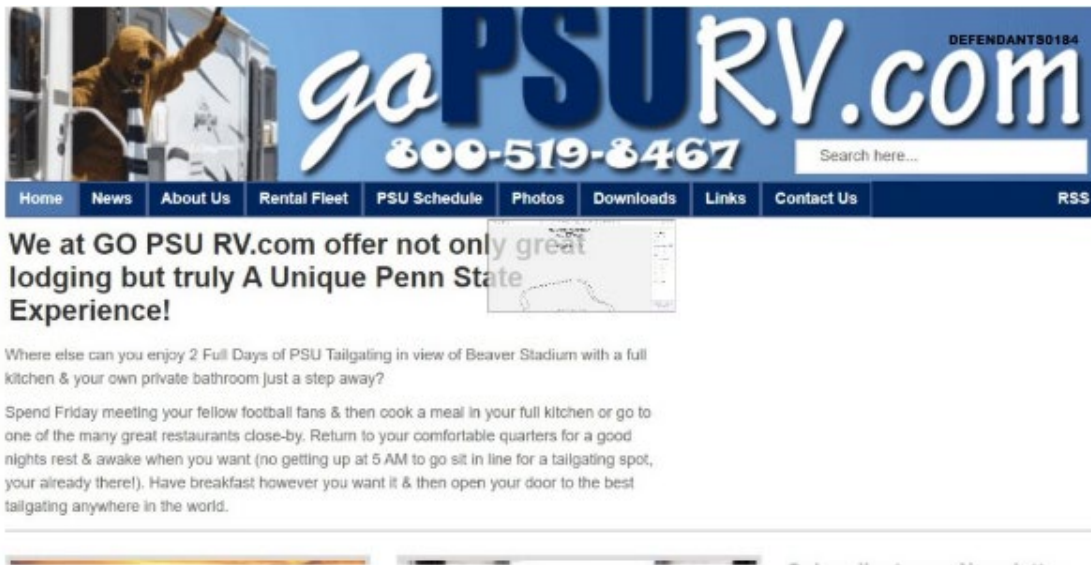 DEFENDANTS0184
goPSURV.com
800-519-8467
Search here...
Home News About Us Rental Fleet PSU Schedule Photos Downloads Links Contact Us RSS
We at GO PSU RV.com offer not only great
lodging but truly A Unique Penn State
Experience!
Where else can you enjoy 2 Full Days of PSU Tailgating in view of Beaver Stadium with a full
kitchen & your own private bathroom just a step away?
Spend Friday meeting your fellow football fans & then cook a meal in your full kitchen or go to
one of the many great restaurants close-by. Return to your comfortable quarters for a good
nights rest & awake when you want (no getting up at 5 AM to go sit in line for a tailgating spot,
your already there!). Have breakfast however you want it & then open your door to the best
tailgating anywhere in the world.